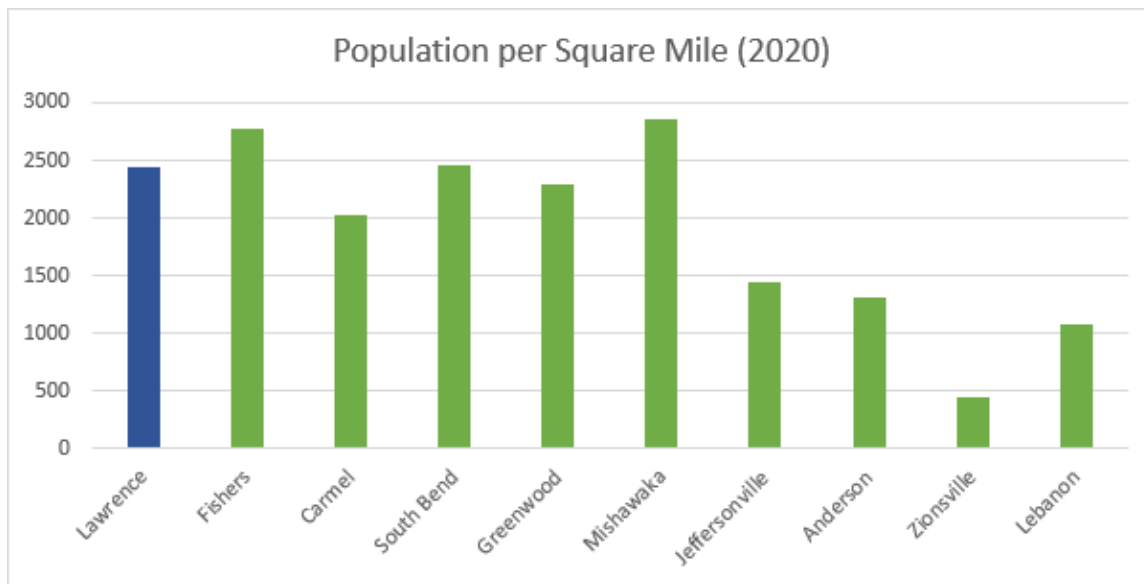 Population per Square Mile (2020)
3000
2500
2000
1500
1000
500
0
Lawrence
Fishers
Carmel
South Bend
Greenwood
Mishawaka
Jeffersonville
Anderson
Zionsville
Lebanon